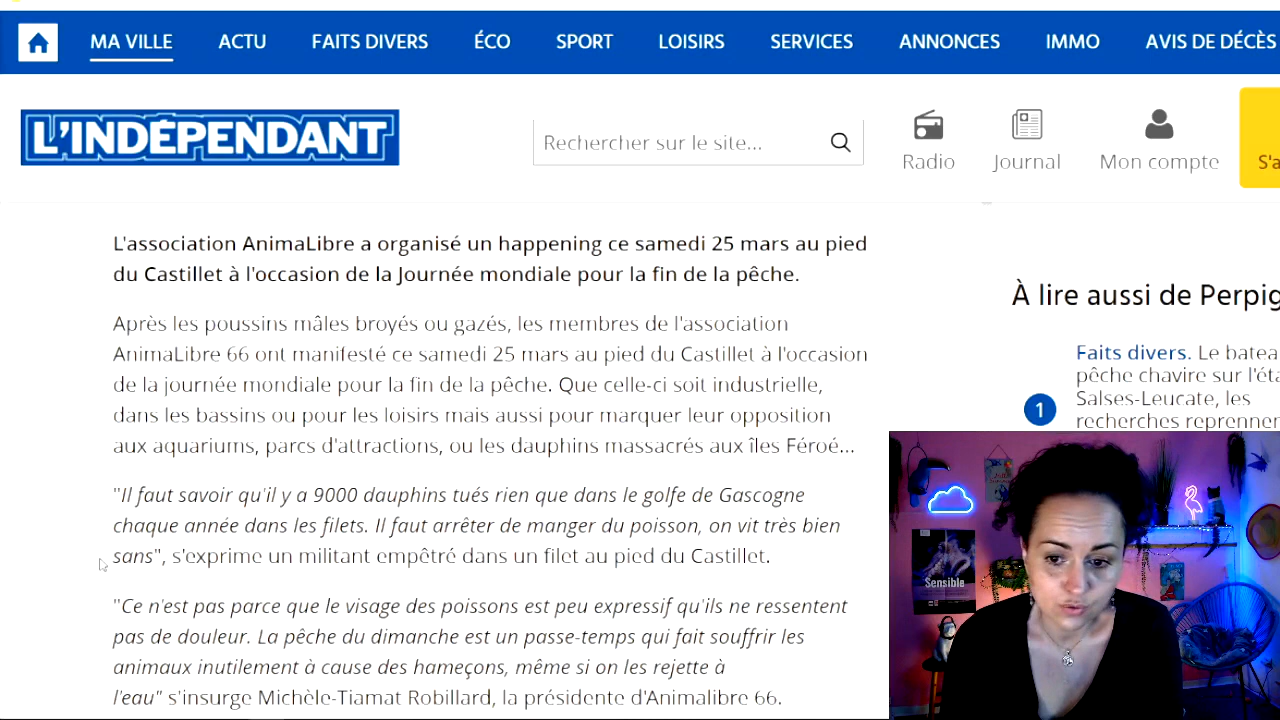 MA VILLE ACTU FAITS DIVERS ÉCO SPORT LOISIRS SERVICES ANNONCES IMMO AVIS DE DÉCÈS
L'INDÉPENDANT
Rechercher sur le site...
Radio Journal Mon compte
L'association AnimaLibre a organisé un happening ce samedi 25 mars au pied
du Castillet à l'occasion de la Journée mondiale pour la fin de la pêche.
Après les poussins mâles broyés ou gazés, les membres de l'association
AnimaLibre 66 ont manifesté ce samedi 25 mars au pied du Castillet à l'occasion
de la journée mondiale pour la fin de la pêche. Que celle-ci soit industrielle,
dans les bassins ou pour les loisirs mais aussi pour marquer leur opposition
aux aquariums, parcs d'attractions, ou les dauphins massacrés aux îles Féroé...
"Il faut savoir qu'il y a 9000 dauphins tués rien que dans le golfe de Gascogne
chaque année dans les filets. Il faut arrêter de manger du poisson, on vit très bien
sans", s'exprime un militant empêtré dans un filet au pied du Castillet.
"Ce n'est pas parce que le visage des poissons est peu expressif qu'ils ne ressentent
pas de douleur. La pêche du dimanche est un passe-temps qui fait souffrir les
animaux inutilement à cause des hameçons, même si on les rejette à
l'eau" s'insurge Michèle-Tiamat Robillard, la présidente d'Animalibre 66.
À lire aussi de Perpig
1
Faits divers. Le batea
pêche chavire sur l'éta
Salses-Leucate, les
recherches reprennen
Sensible